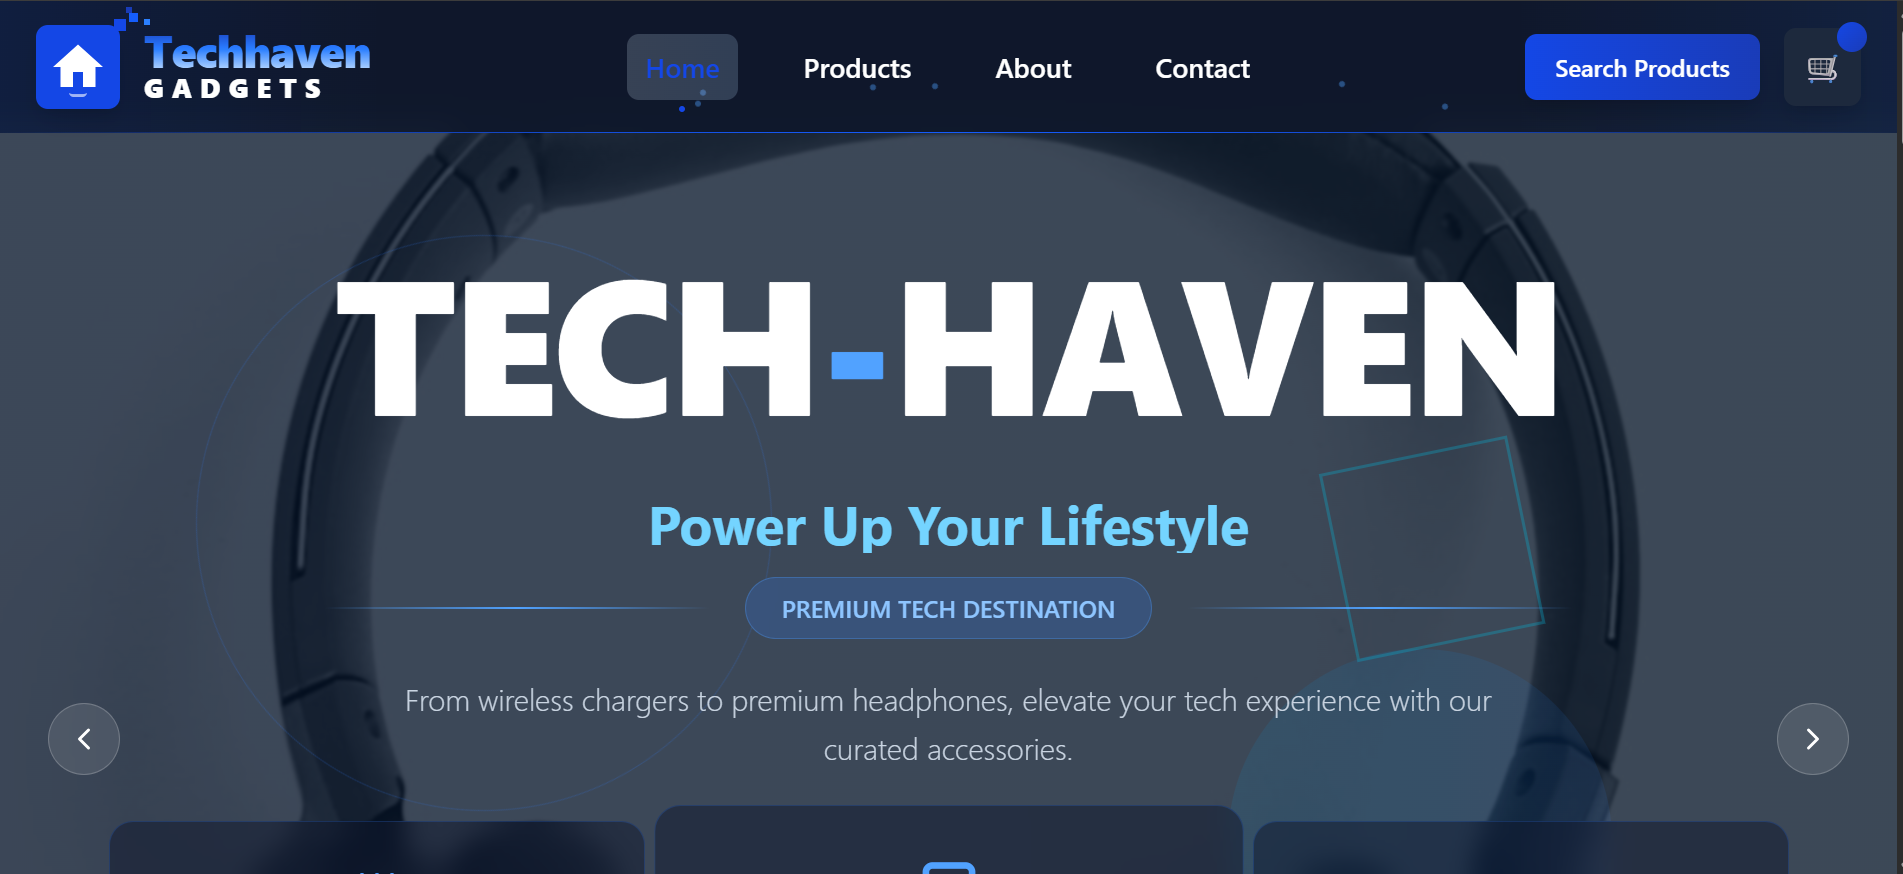 Techhaven
GADGETS
Home
Products
About
Contact
Search Products
TECH-HAVEN
Power Up Your Lifestyle
PREMIUM TECH DESTINATION
From wireless chargers to premium headphones, elevate your tech experience with our
curated accessories.